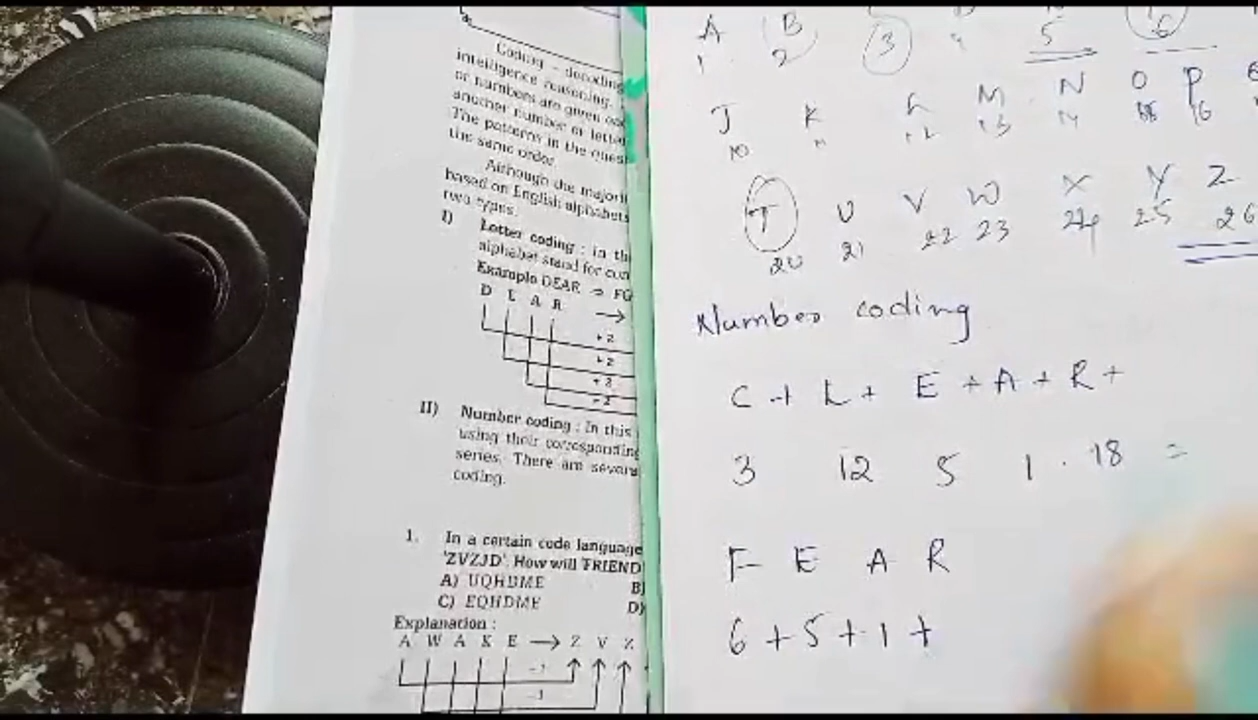 Coding - decoding
intelligence reasoning.
or numbers are given
another number or letter
The patterns in the
the same order
Although the
based on English alphabets
two types.
I) Letter coding : in
alphabet stand for
Example DEAR ⇒ FG
D E A R →
+2
+2
+2
+2
II) Number coding : In this
using their corresponding
series. There are
coding.
1. In a certain code language
'ZVZJD'. How will 'FRIEND'
A) UQHDME B)
C) EQHDME D)
Explanation :
A W A K E → Z V Z
-1
-1
A B
1 2 3 4 5 6
J K L M N O P
10 11 12 13 14 15 16
T U V W X Y Z
20 21 22 23 24 25 26
Number coding
C + L + E + A + R +
3 12 5 1 . 18 =
F E A R
6 + 5 + 1 +